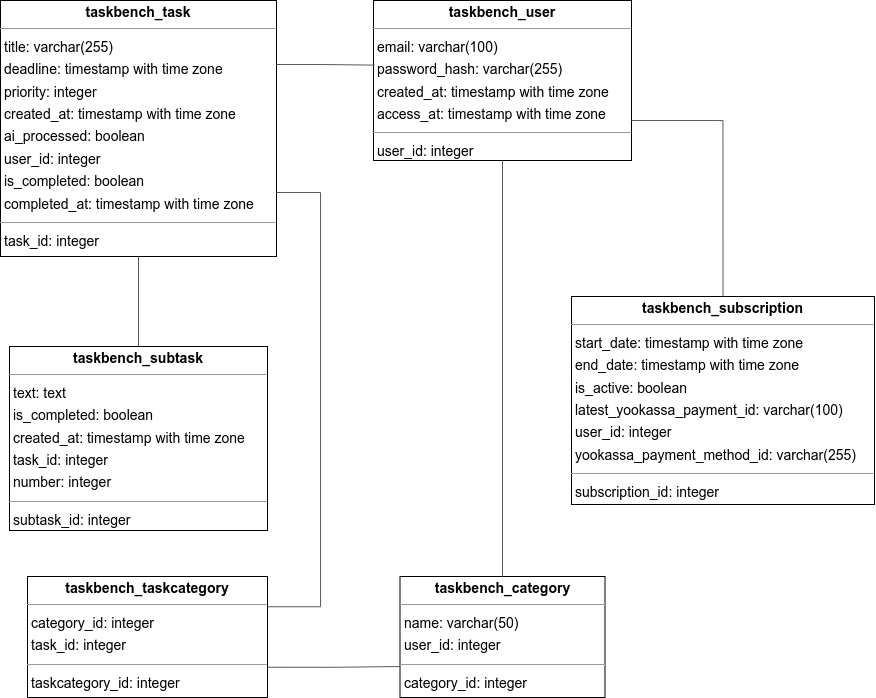 taskbench_task
title: varchar(255)
deadline: timestamp with time zone
priority: integer
created_at: timestamp with time zone
ai_processed: boolean
user_id: integer
is_completed: boolean
completed_at: timestamp with time zone
task_id: integer
taskbench_user
email: varchar(100)
password_hash: varchar(255)
created_at: timestamp with time zone
access_at: timestamp with time zone
user_id: integer
taskbench_subscription
start_date: timestamp with time zone
end_date: timestamp with time zone
is_active: boolean
latest_yookassa_payment_id: varchar(100)
user_id: integer
yookassa_payment_method_id: varchar(255)
subscription_id: integer
taskbench_subtask
text: text
is_completed: boolean
created_at: timestamp with time zone
task_id: integer
number: integer
subtask_id: integer
taskbench_taskcategory
category_id: integer
task_id: integer
taskcategory_id: integer
taskbench_category
name: varchar(50)
user_id: integer
category_id: integer